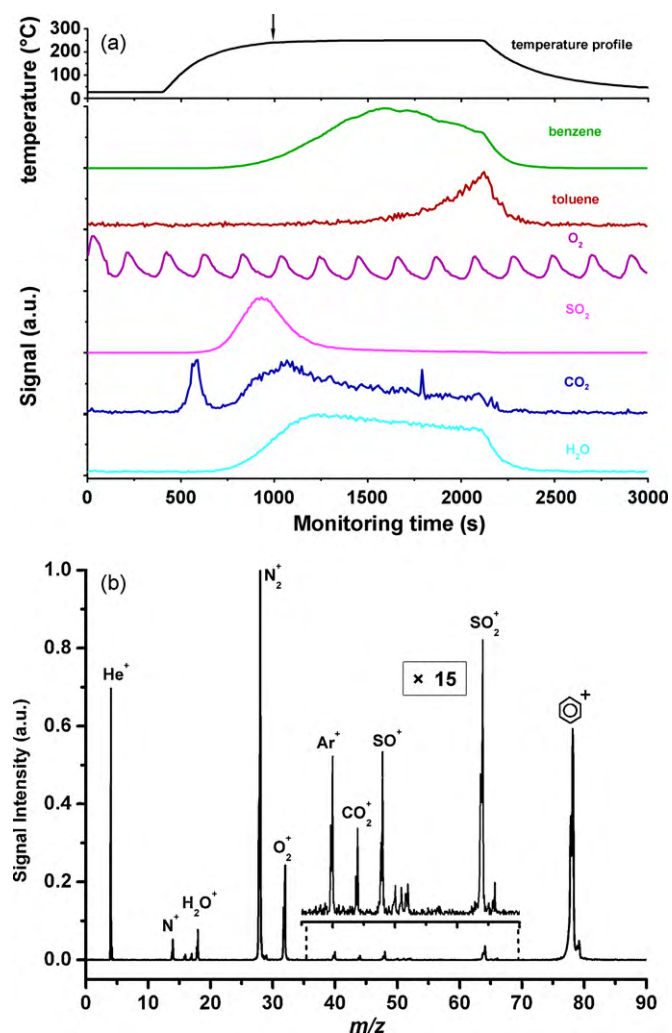 (a)
temperature profile
300
200
100
0
temperature (°C)
benzene
toluene
O₂
SO₂
CO₂
H₂O
Signal (a.u.)
0 500 1000 1500 2000 2500 3000
Monitoring time (s)
(b)
1.0
0.8
0.6
0.4
0.2
0.0
Signal Intensity (a.u.)
He⁺
N⁺
H₂O⁺
N₂⁺
O₂⁺
Ar⁺
CO₂⁺
SO⁺
× 15
SO₂⁺
+
0 10 20 30 40 50 60 70 80 90
m/z